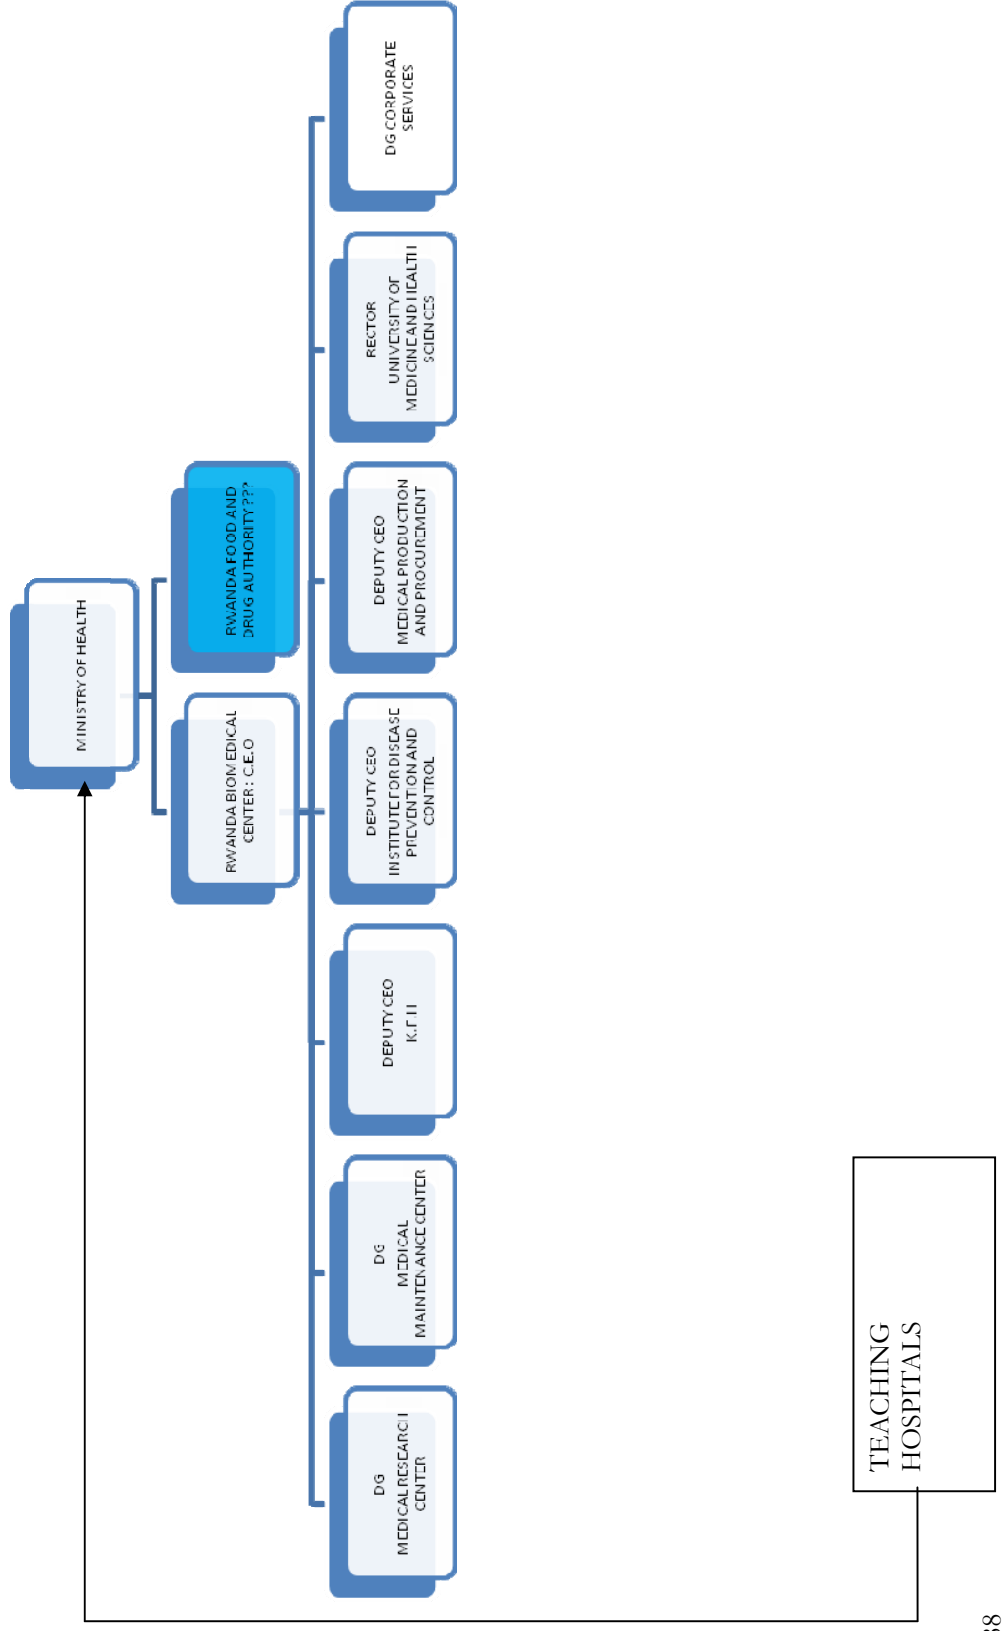 MINISTRY OF HEALTH
RWANDA BIOMEDICAL
CENTER : C.E.O
RWANDA FOOD AND
DRUG AUTHORITY???
DG
MEDICAL RESEARCH
CENTER
DG
MEDICAL
MAINTENANCE CENTER
DEPUTY CEO
K.F.H
DEPUTY CEO
INSTITUTE FOR DISEASE
PREVENTION AND
CONTROL
DEPUTY CEO
MEDICAL PRODUCTION
AND PROCUREMENT
RECTOR
UNIVERSITY OF
MEDICINE AND HEALTH
SCIENCES
DG CORPORATE
SERVICES
TEACHING
HOSPITALS